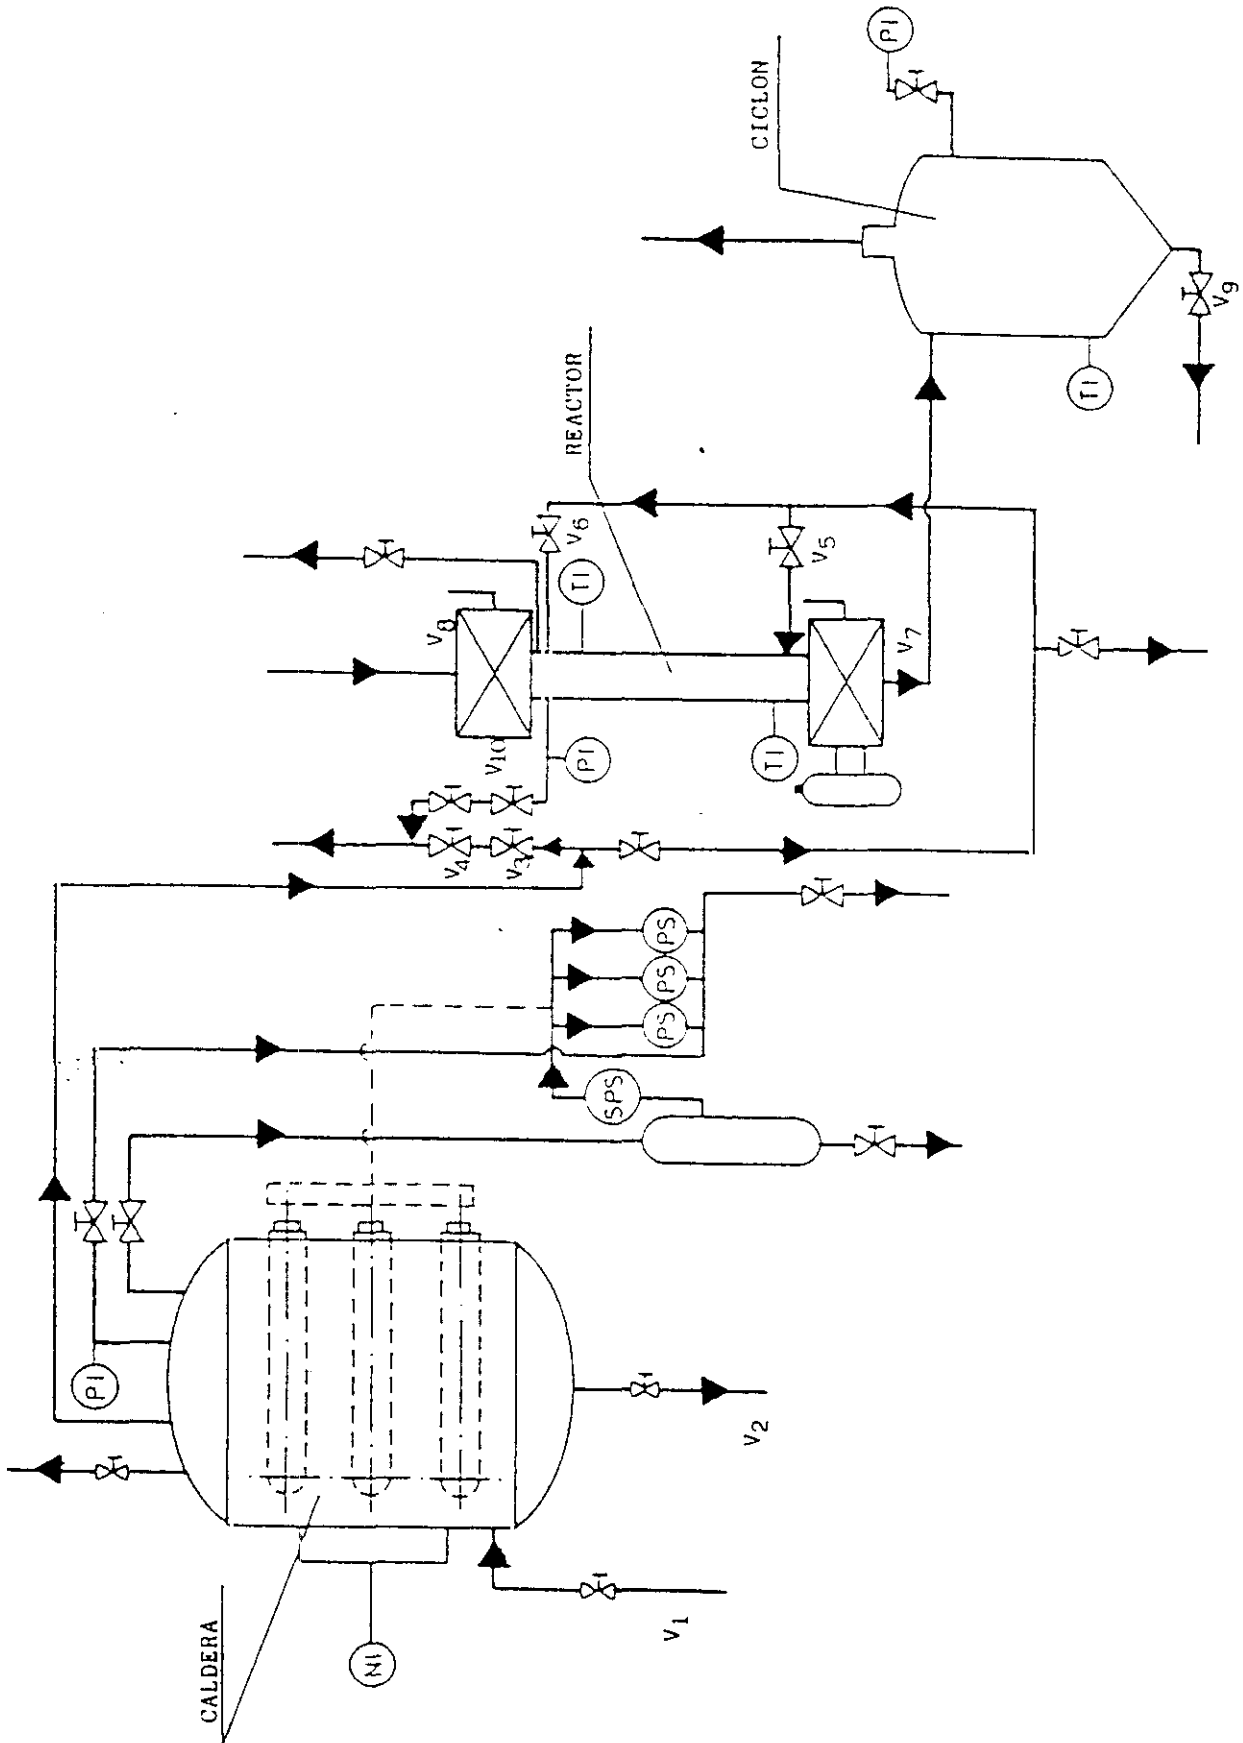 CALDERA
NI
V1
V2
PI
SPS
PS
PS
PS
V3
V4
V10
PI
TI
V8
TI
V7
V5
V6
REACTOR
CICLON
PI
TI
V9